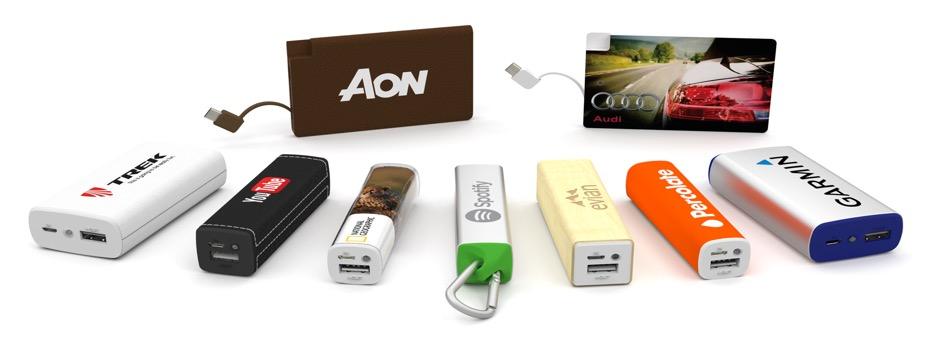 AON
Audi
TREK
YouTube
NATIONAL
GEOGRAPHIC
Spotify
evian
Percolate
GARMIN